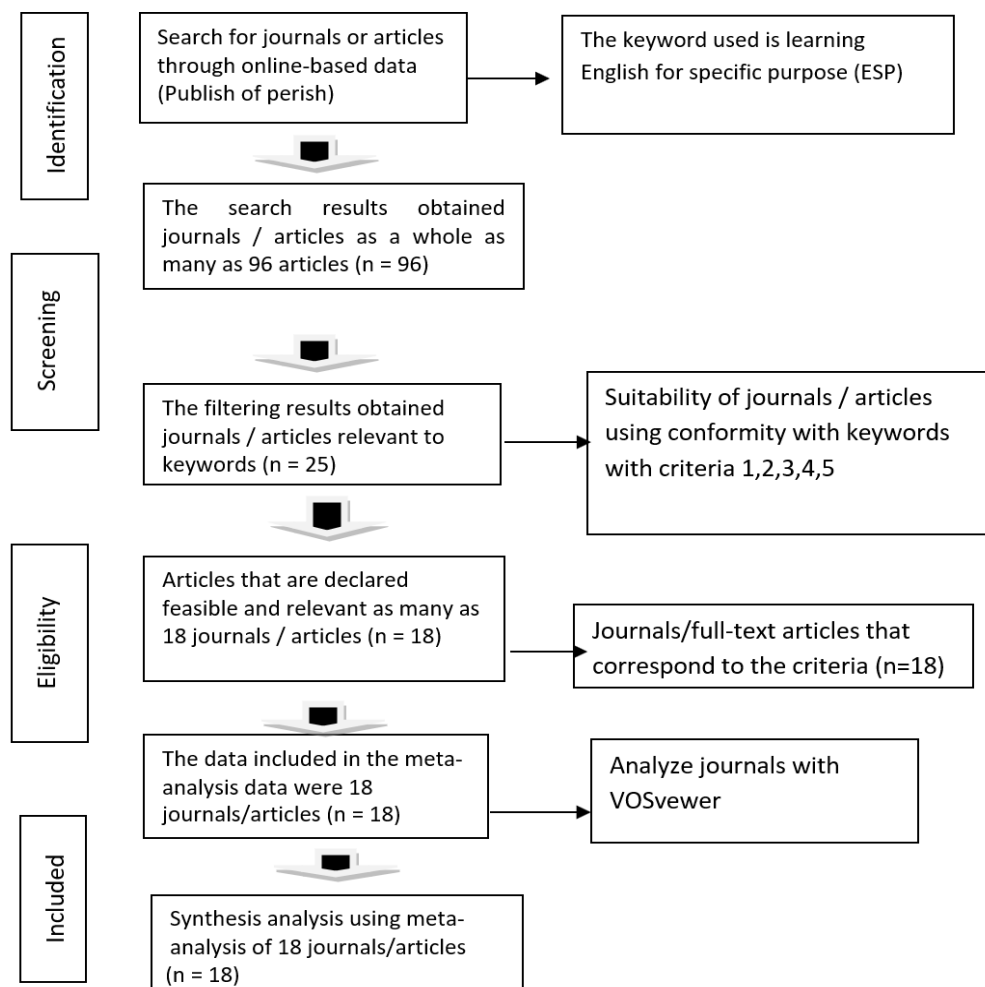 Identification
Search for journals or articles
through online-based data
(Publish of perish)
The keyword used is learning
English for specific purpose (ESP)
The search results obtained
journals / articles as a whole as
many as 96 articles (n = 96)
Screening
The filtering results obtained
journals / articles relevant to
keywords (n = 25)
Suitability of journals / articles
using conformity with keywords
with criteria 1,2,3,4,5
Eligibility
Articles that are declared
feasible and relevant as many as
18 journals / articles (n = 18)
Journals/full-text articles that
correspond to the criteria (n=18)
The data included in the meta-
analysis data were 18
journals/articles (n = 18)
Analyze journals with
VOSvewer
Included
Synthesis analysis using meta-
analysis of 18 journals/articles
(n = 18)